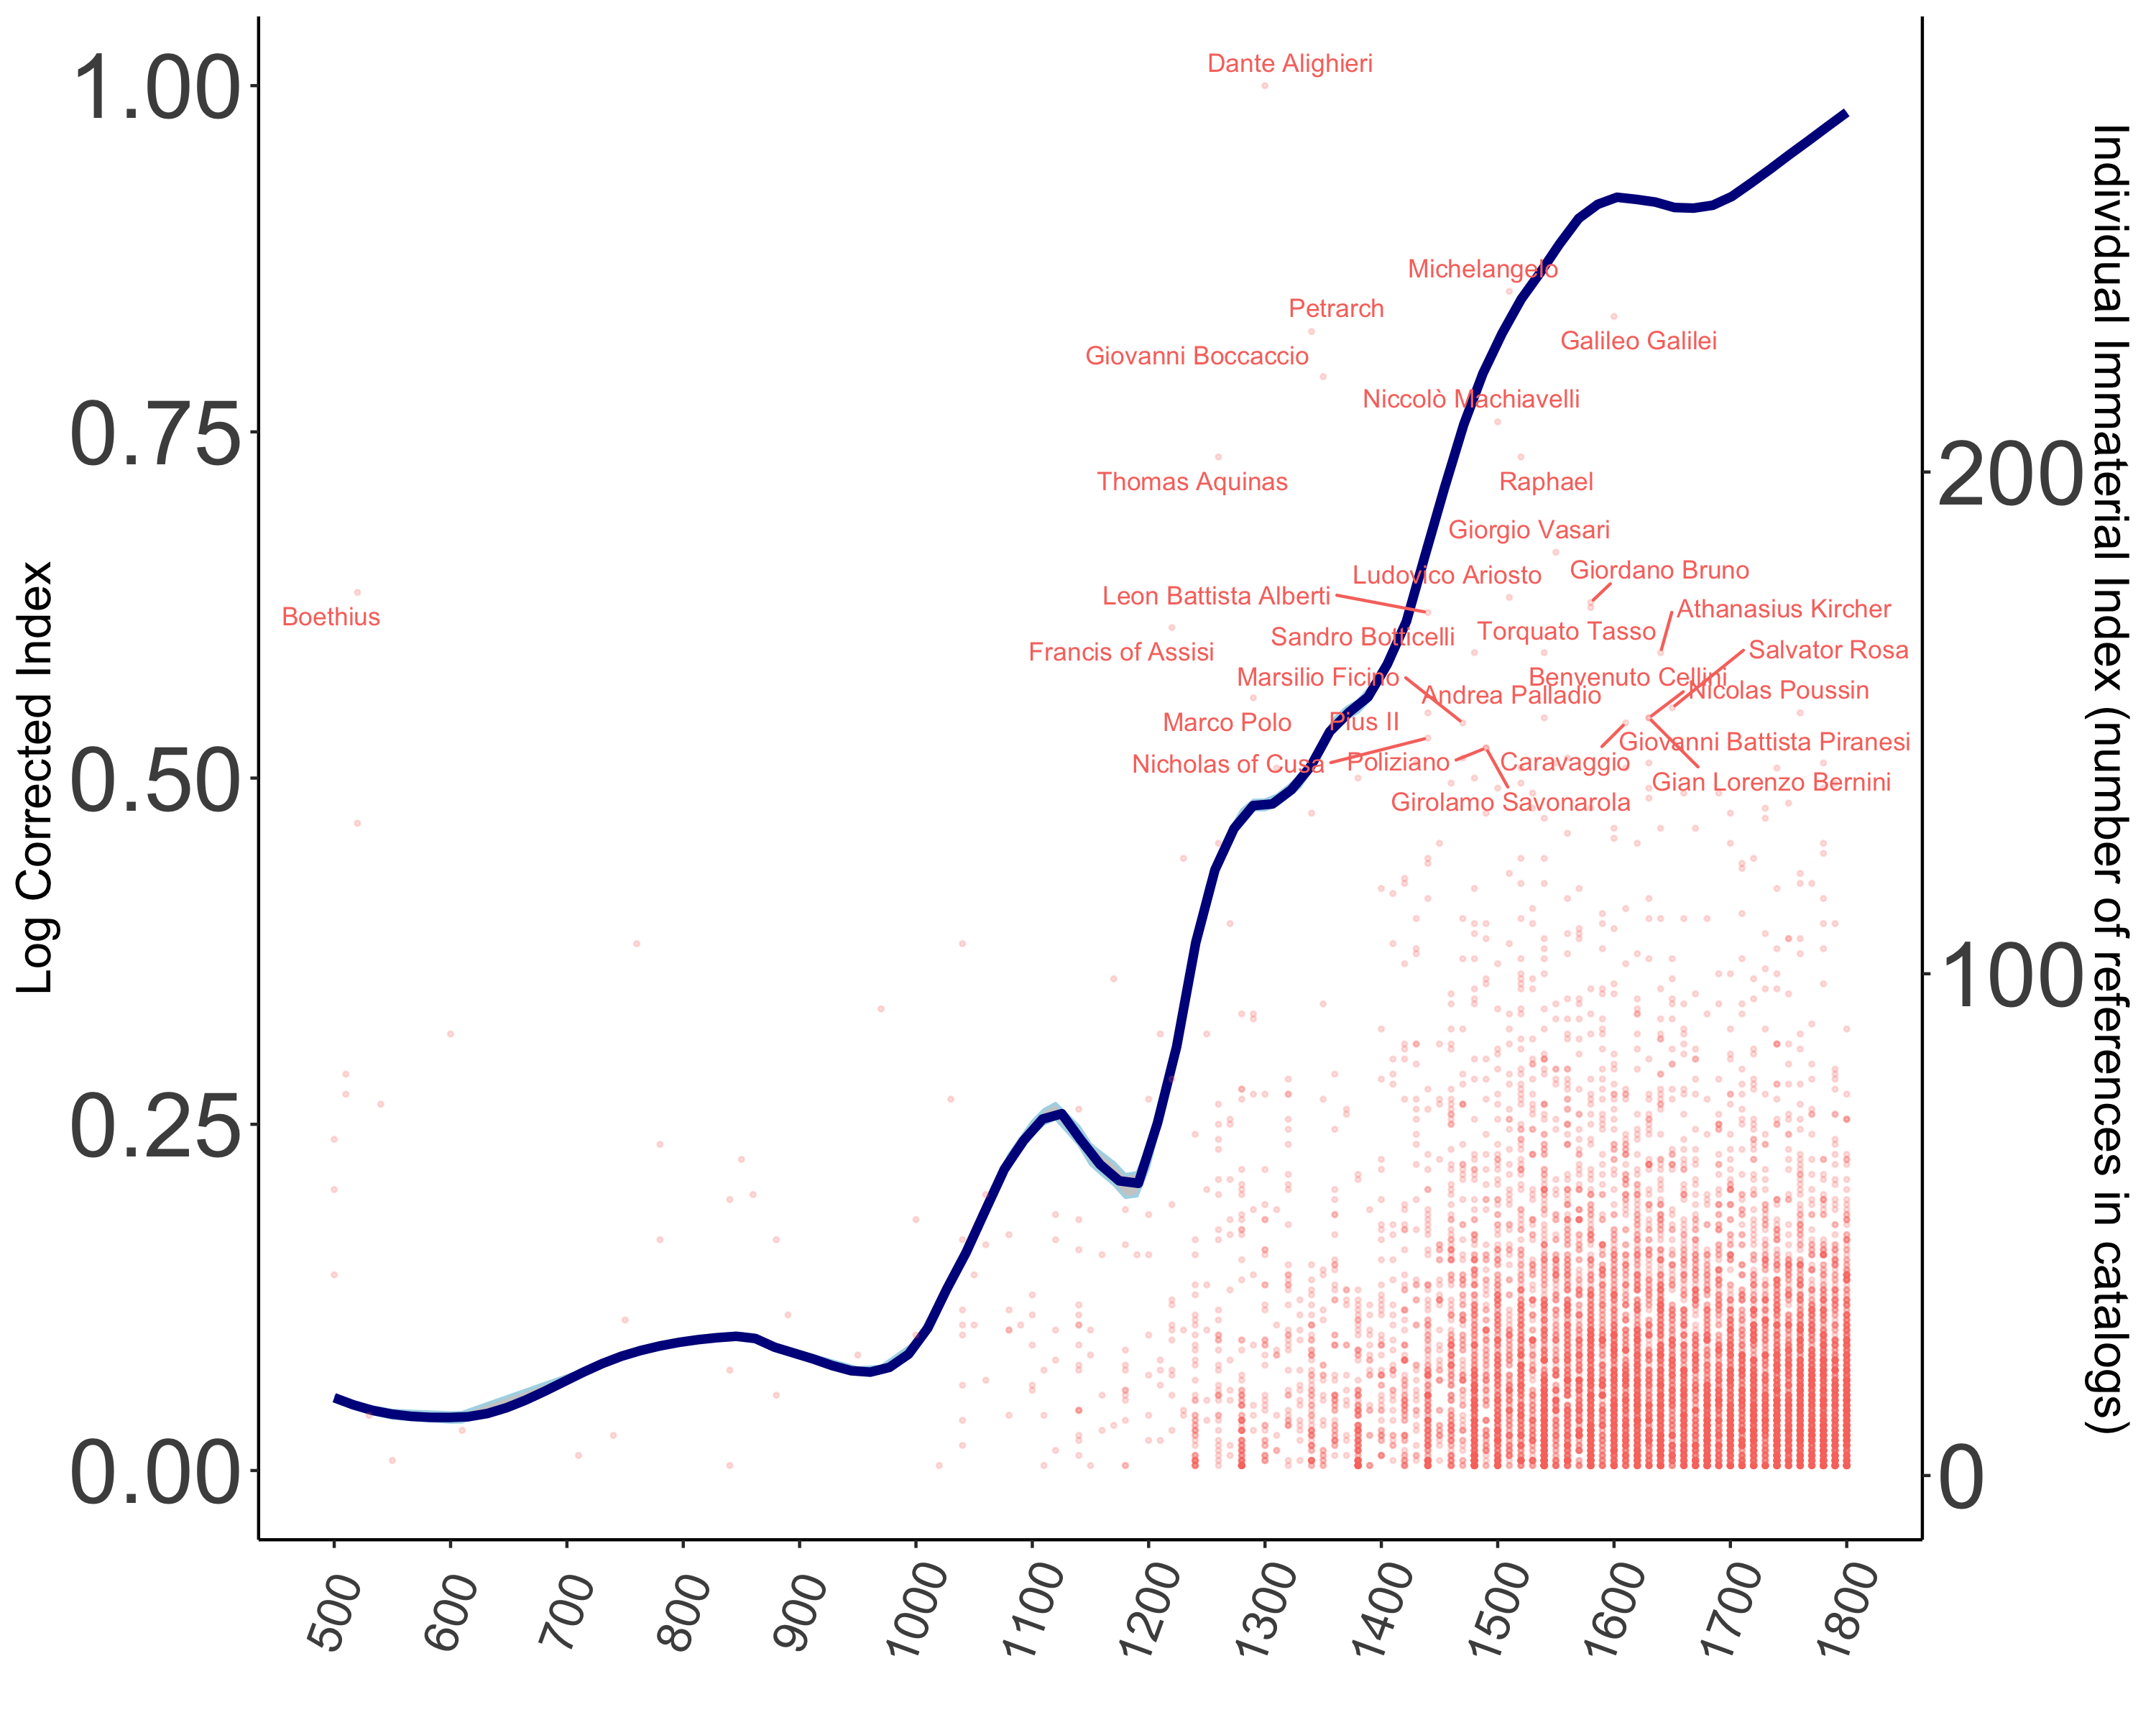 Dante Alighieri
1.00
Michelangelo
Petrarch
Galileo Galilei
Giovanni Boccaccio
Niccolò Machiavelli
0.75
200
Thomas Aquinas
Raphael
Giorgio Vasari
Ludovico Ariosto
Giordano Bruno
Leon Battista Alberti
Athanasius Kircher
Boethius
Sandro Botticelli
Torquato Tasso
Francis of Assisi
Salvator Rosa
Marsilio Ficino
Benvenuto Cellini
Andrea Palladio
Nicolas Poussin
Marco Polo
Pius II
Giovanni Battista Piranesi
Nicholas of Cusa
Poliziano
Caravaggio
0.50
Gian Lorenzo Bernini
Girolamo Savonarola
100
0.25
0.00
0
500
600
700
800
900
1000
1100
1200
1300
1400
1500
1600
1700
1800
Log Corrected Index
Individual Immaterial Index (number of references in catalogs)